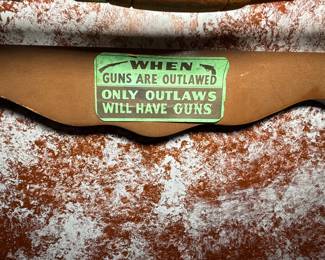 WHEN
GUNS ARE OUTLAWED
ONLY OUTLAWS
WILL HAVE GUNS